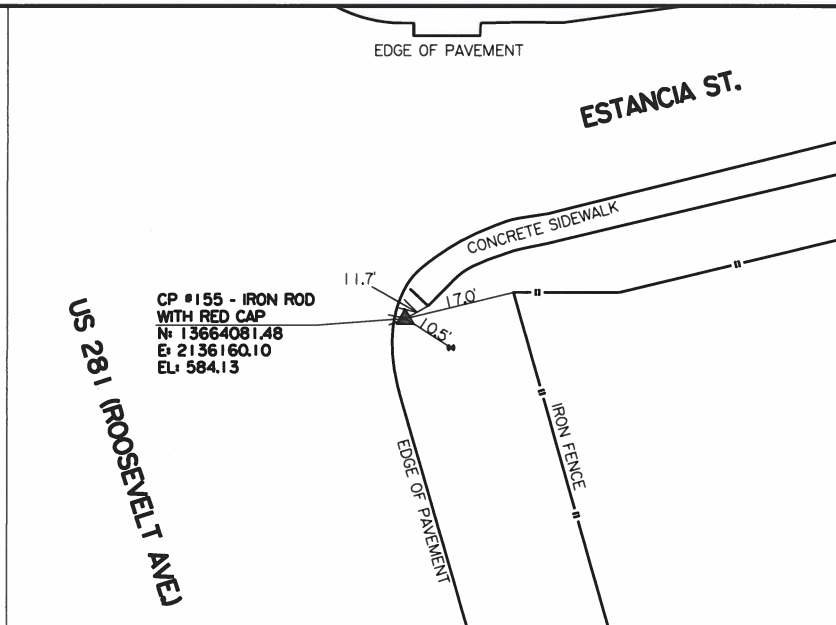 EDGE OF PAVEMENT
ESTANCIA ST.
CONCRETE SIDEWALK
11.7'
17.0'
10.5'
CP #155 - IRON ROD
WITH RED CAP
N: 13664081.48
E: 2136160.10
EL: 584.13
US 281 (ROOSEVELT AVE.)
IRON FENCE
EDGE OF PAVEMENT